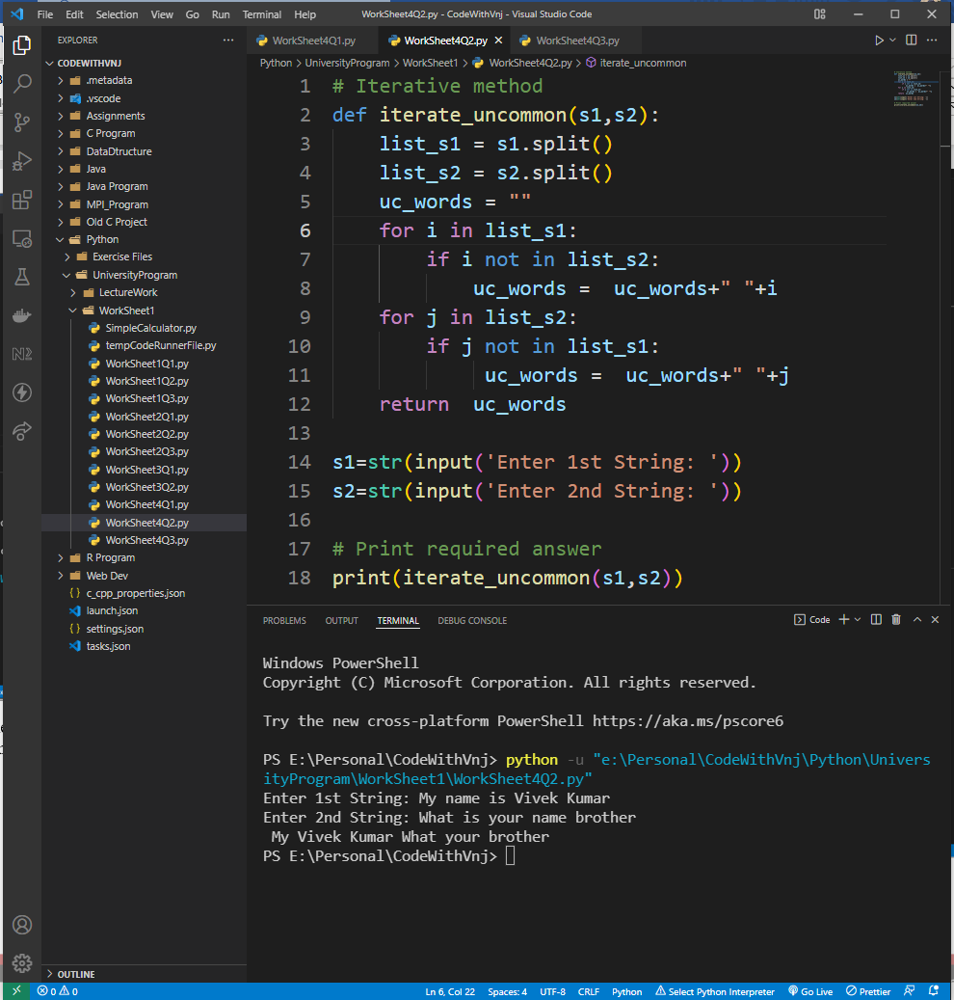 File Edit Selection View Go Run Terminal Help WorkSheet4Q2.py - CodeWithVnj - Visual Studio Code
EXPLORER
CODEWITHVNJ
.metadata
.vscode
Assignments
C Program
DataDtructure
Java
Java Program
MPI_Program
Old C Project
Python
Exercise Files
UniversityProgram
LectureWork
WorkSheet1
SimpleCalculator.py
tempCodeRunnerFile.py
WorkSheet1Q1.py
WorkSheet1Q2.py
WorkSheet1Q3.py
WorkSheet2Q1.py
WorkSheet2Q2.py
WorkSheet2Q3.py
WorkSheet3Q1.py
WorkSheet3Q2.py
WorkSheet4Q1.py
WorkSheet4Q2.py
WorkSheet4Q3.py
R Program
Web Dev
{ } c_cpp_properties.json
launch.json
{ } settings.json
tasks.json
OUTLINE
WorkSheet4Q1.py WorkSheet4Q2.py WorkSheet4Q3.py
Python > UniversityProgram > WorkSheet1 > WorkSheet4Q2.py > iterate_uncommon
1 # Iterative method
2 def iterate_uncommon(s1,s2):
3     list_s1 = s1.split()
4     list_s2 = s2.split()
5     uc_words = ""
6     for i in list_s1:
7         if i not in list_s2:
8             uc_words =  uc_words+" "+i
9     for j in list_s2:
10         if j not in list_s1:
11              uc_words =  uc_words+" "+j
12     return  uc_words
13
14 s1=str(input('Enter 1st String: '))
15 s2=str(input('Enter 2nd String: '))
16
17 # Print required answer
18 print(iterate_uncommon(s1,s2))
PROBLEMS OUTPUT TERMINAL DEBUG CONSOLE Code
Windows PowerShell
Copyright (C) Microsoft Corporation. All rights reserved.
Try the new cross-platform PowerShell https://aka.ms/pscore6
PS E:\Personal\CodeWithVnj> python -u "e:\Personal\CodeWithVnj\Python\Univers
ityProgram\WorkSheet1\WorkSheet4Q2.py"
Enter 1st String: My name is Vivek Kumar
Enter 2nd String: What is your name brother
 My Vivek Kumar What your brother
PS E:\Personal\CodeWithVnj>
0 0 Ln 6, Col 22 Spaces: 4 UTF-8 CRLF Python Select Python Interpreter Go Live Prettier